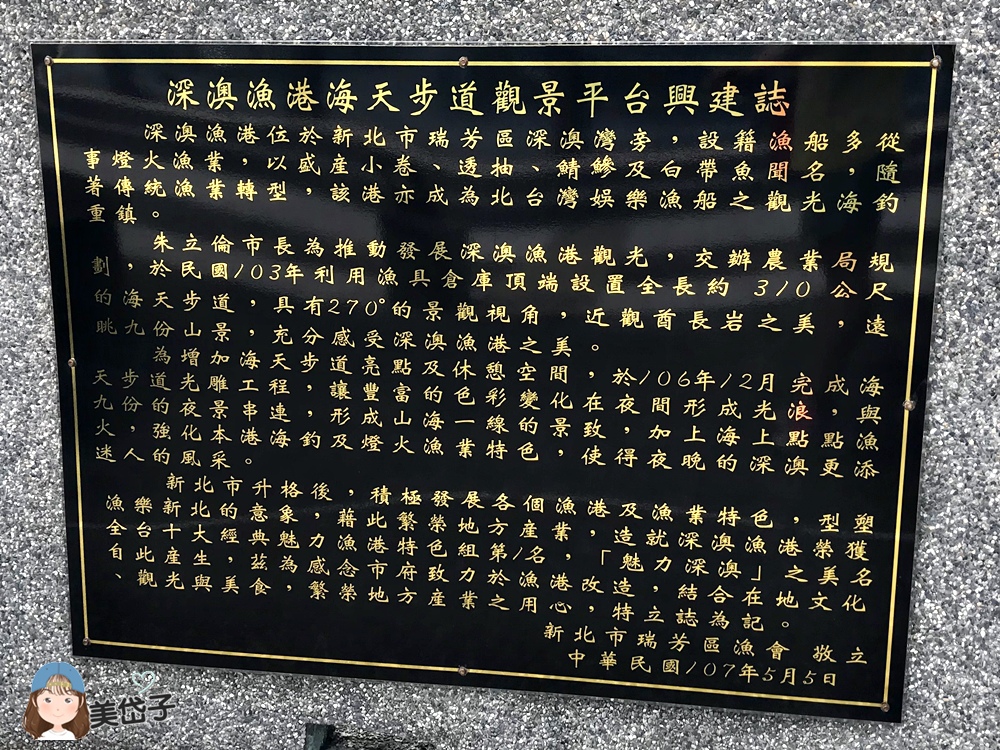 深澳漁港海天步道觀景平台興建誌
深澳漁港位於新北市瑞芳區深澳灣旁，設籍漁船多從
事燈火漁業，以盛産小卷、透抽、鯖鰺及白帶魚聞名，隨
著傳統漁業轉型，該港亦成為北台灣娛樂漁船之觀光海釣
重鎮。
朱立倫市長為推動發展深澳漁港觀光，交辦農業局規
劃，於民國103年利用漁具倉庫頂端設置全長約 310 公尺
的海天步道，具有270°的景觀視角，近觀酋長岩之美，遠
眺九份山景，充分感受深澳漁港之美。
為增加海天步道亮點及休憩空間，於106年12月完成海
天步道光雕工程，讓豐富的色彩變化在夜間形成光浪，與
九份的夜景串連，形成山海一線的景致，加上海上點點漁
火，強化本港海釣及燈火漁業特色，使得夜晚的深澳更添
迷人的風采。
新北市升格後，積極發展各個漁港及漁業特色，型塑
漁樂新北的意象，藉此繁榮地方産業，造就深澳漁港榮獲
全台十大經典魅力漁港特色組第1名，「魅力深澳」之美名
自此産生，茲為感念市府致力於漁港改造，結合在地文化
、觀光與美食，繁榮地方産業之用心，特立誌為記。
新北市瑞芳區漁會 敬立
中華民國107年5月5日
美岱子